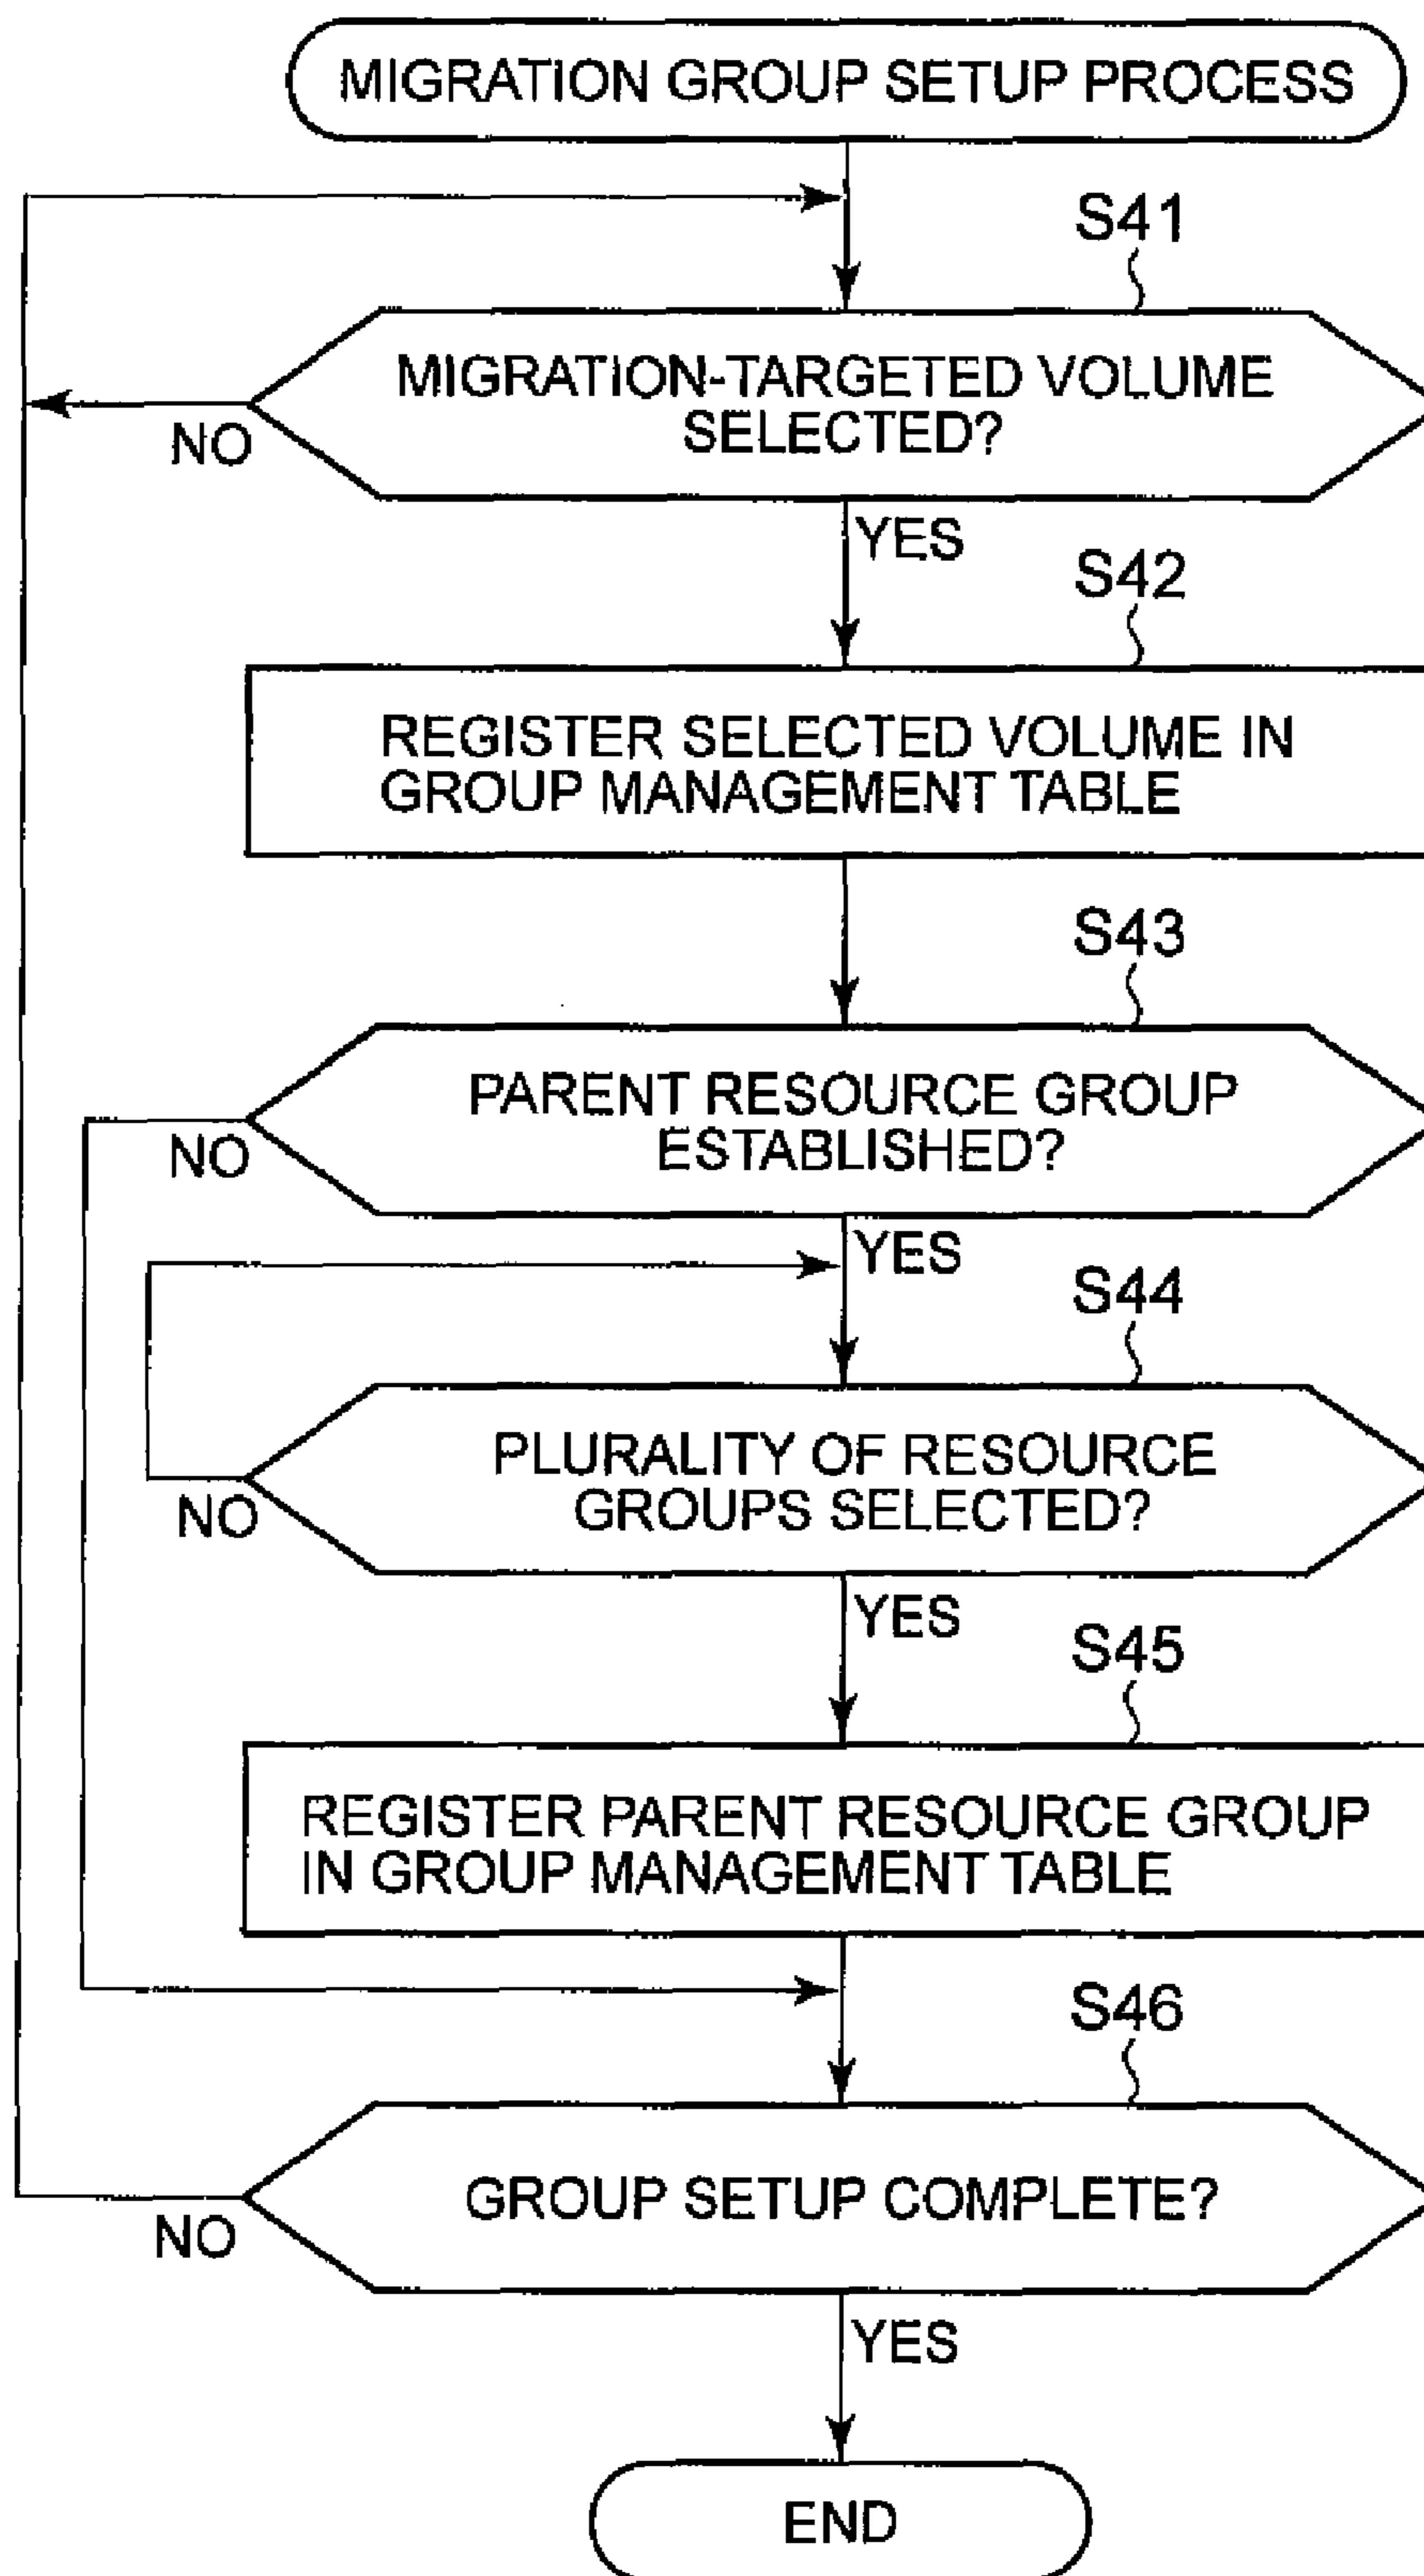 MIGRATION GROUP SETUP PROCESS
S41
MIGRATION-TARGETED VOLUME
SELECTED?
NO
YES
S42
REGISTER SELECTED VOLUME IN
GROUP MANAGEMENT TABLE
S43
PARENT RESOURCE GROUP
ESTABLISHED?
NO
YES
S44
PLURALITY OF RESOURCE
GROUPS SELECTED?
NO
YES
S45
REGISTER PARENT RESOURCE GROUP
IN GROUP MANAGEMENT TABLE
S46
GROUP SETUP COMPLETE?
NO
YES
END